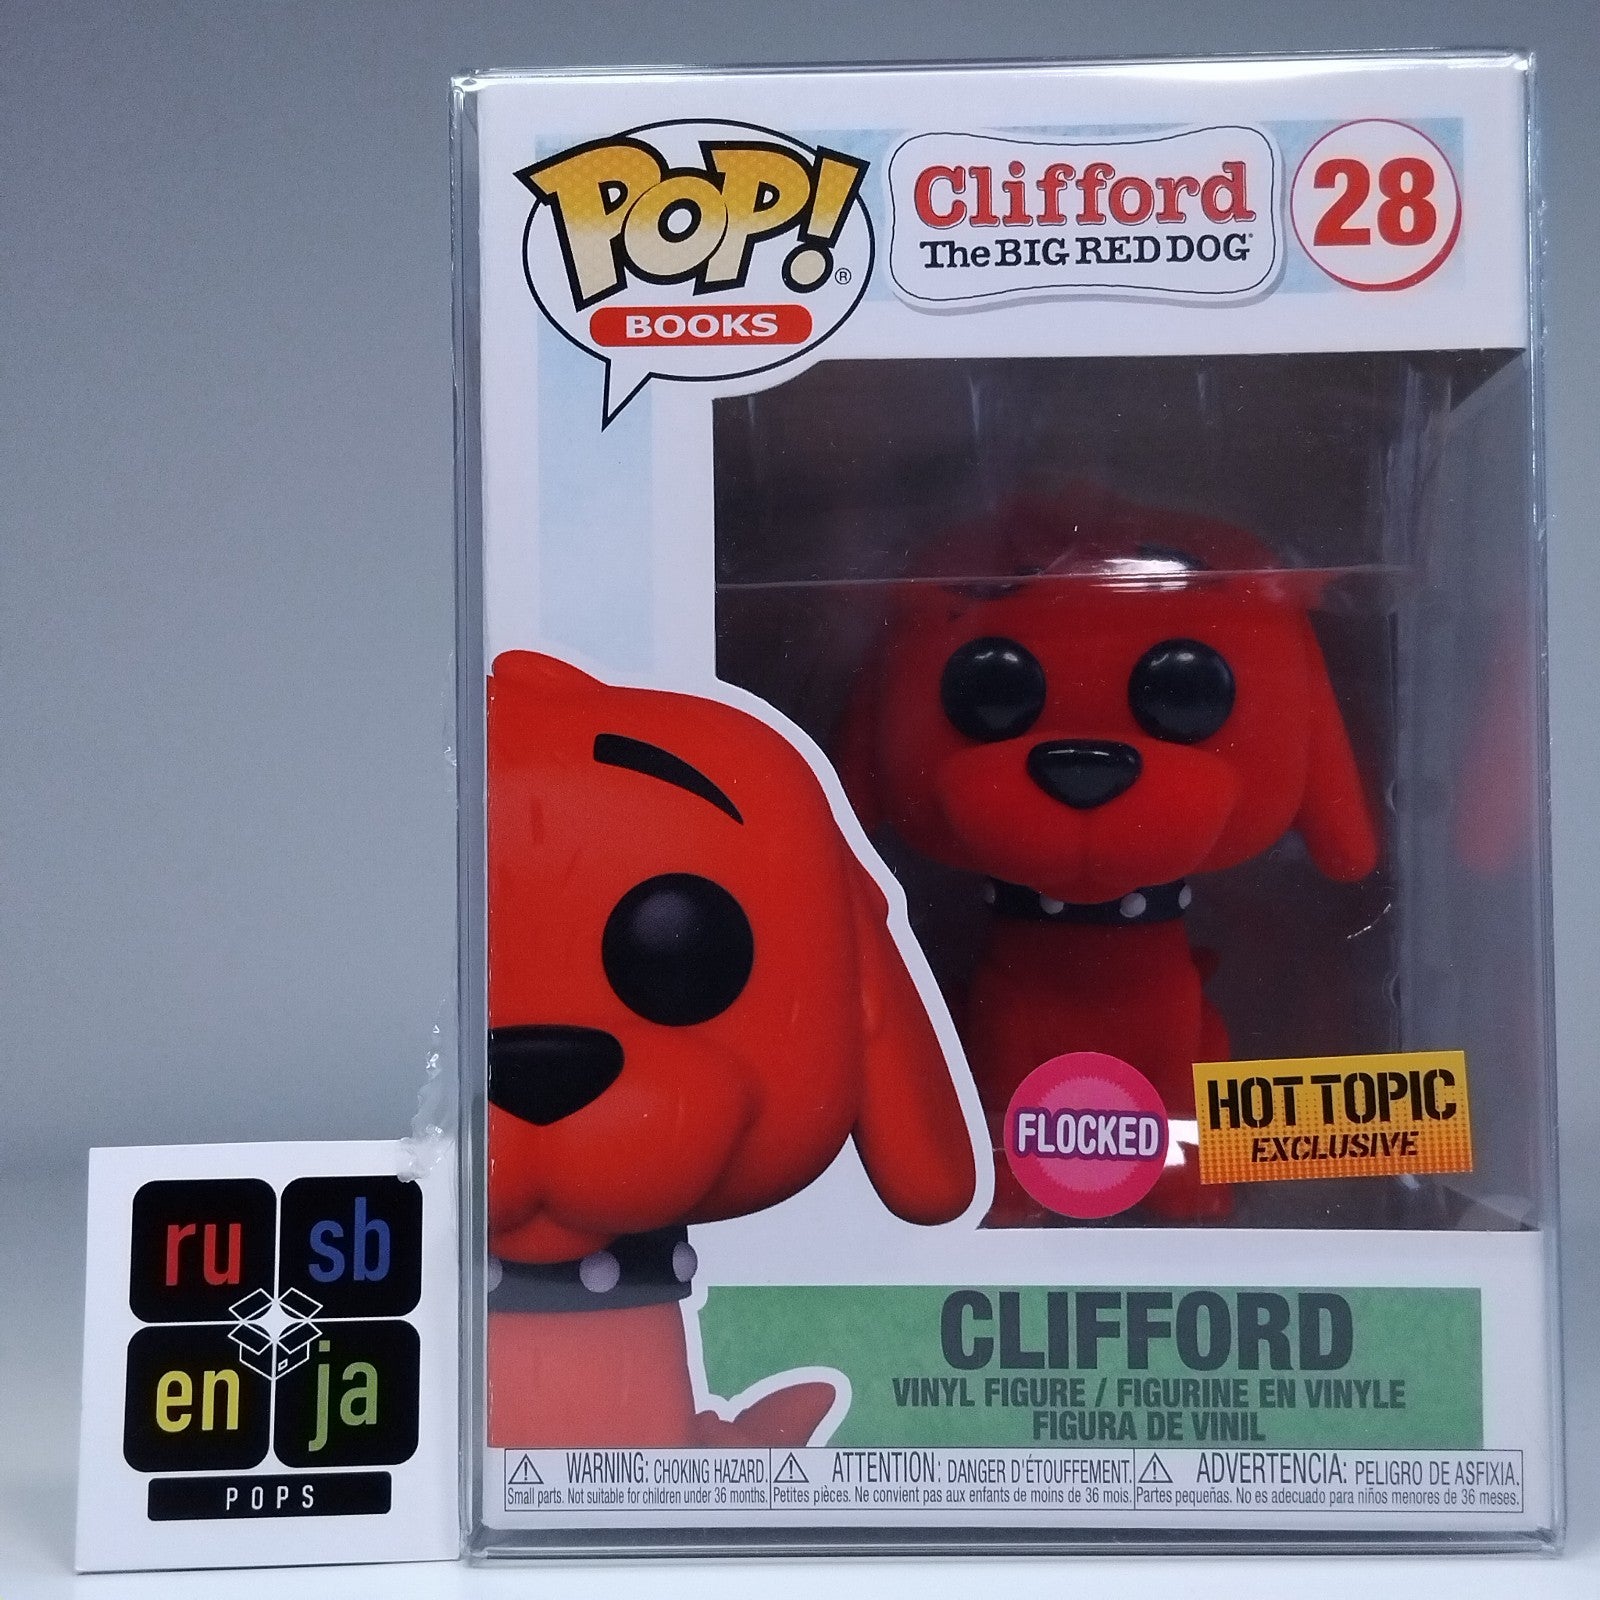 POP!®
BOOKS
Clifford
The BIG RED DOG
28
FLOCKED
HOT TOPIC
EXCLUSIVE
ru sb
en ja
POPS
CLIFFORD
VINYL FIGURE / FIGURINE EN VINYLE
FIGURA DE VINIL
WARNING: CHOKING HAZARD.
Small parts. Not suitable for children under 36 months.
ATTENTION: DANGER D'ÉTOUFFEMENT.
Petites pièces. Ne convient pas aux enfants de moins de 36 mois.
ADVERTENCIA: PELIGRO DE ASFIXIA.
Partes pequeñas. No es adecuado para niños menores de 36 meses.